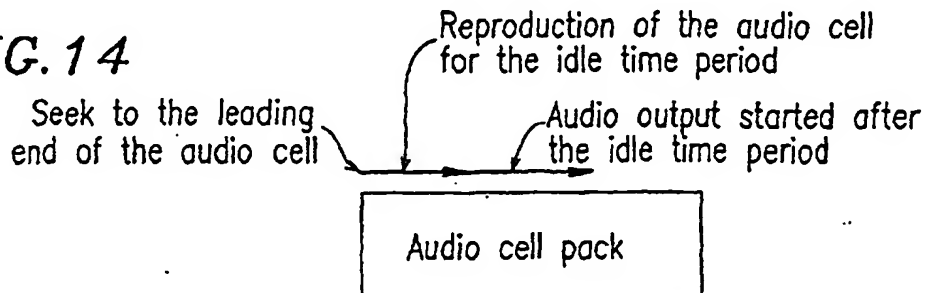 G. 14
Reproduction of the audio cell
for the idle time period
Seek to the leading
end of the audio cell
Audio output started after
the idle time period
Audio cell pack